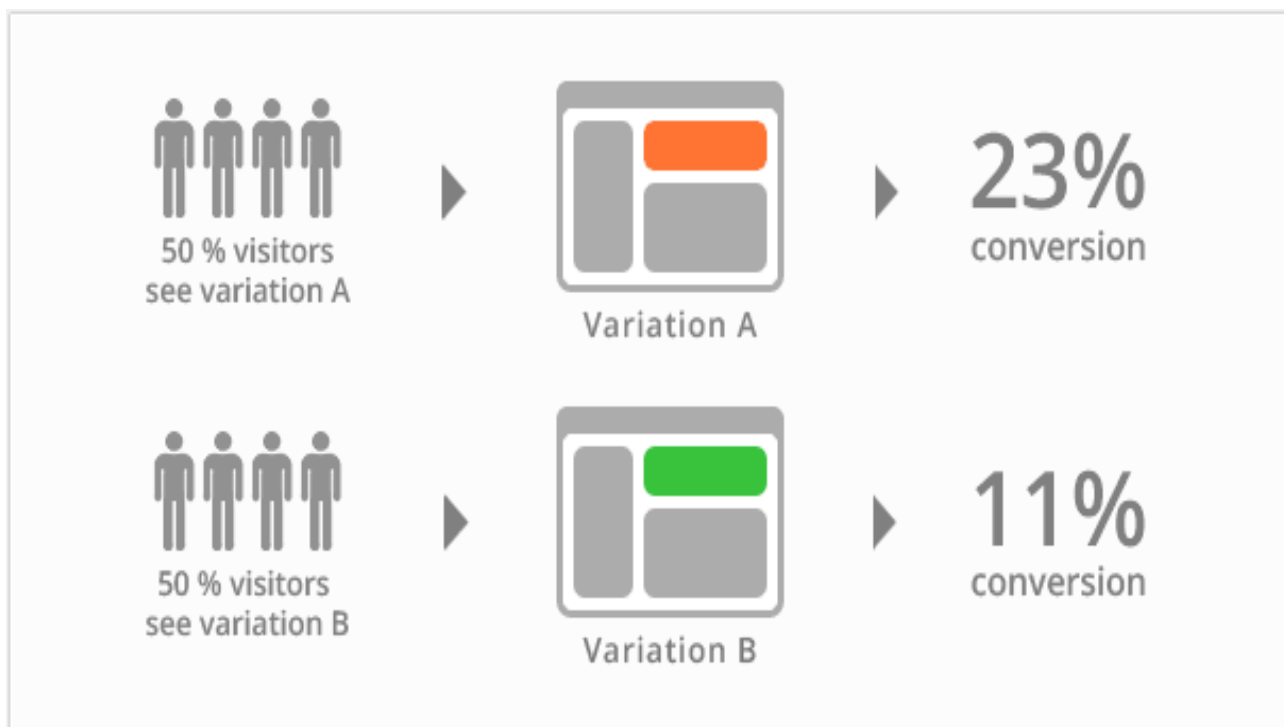 50 % visitors
see variation A
Variation A
23%
conversion
50 % visitors
see variation B
Variation B
11%
conversion